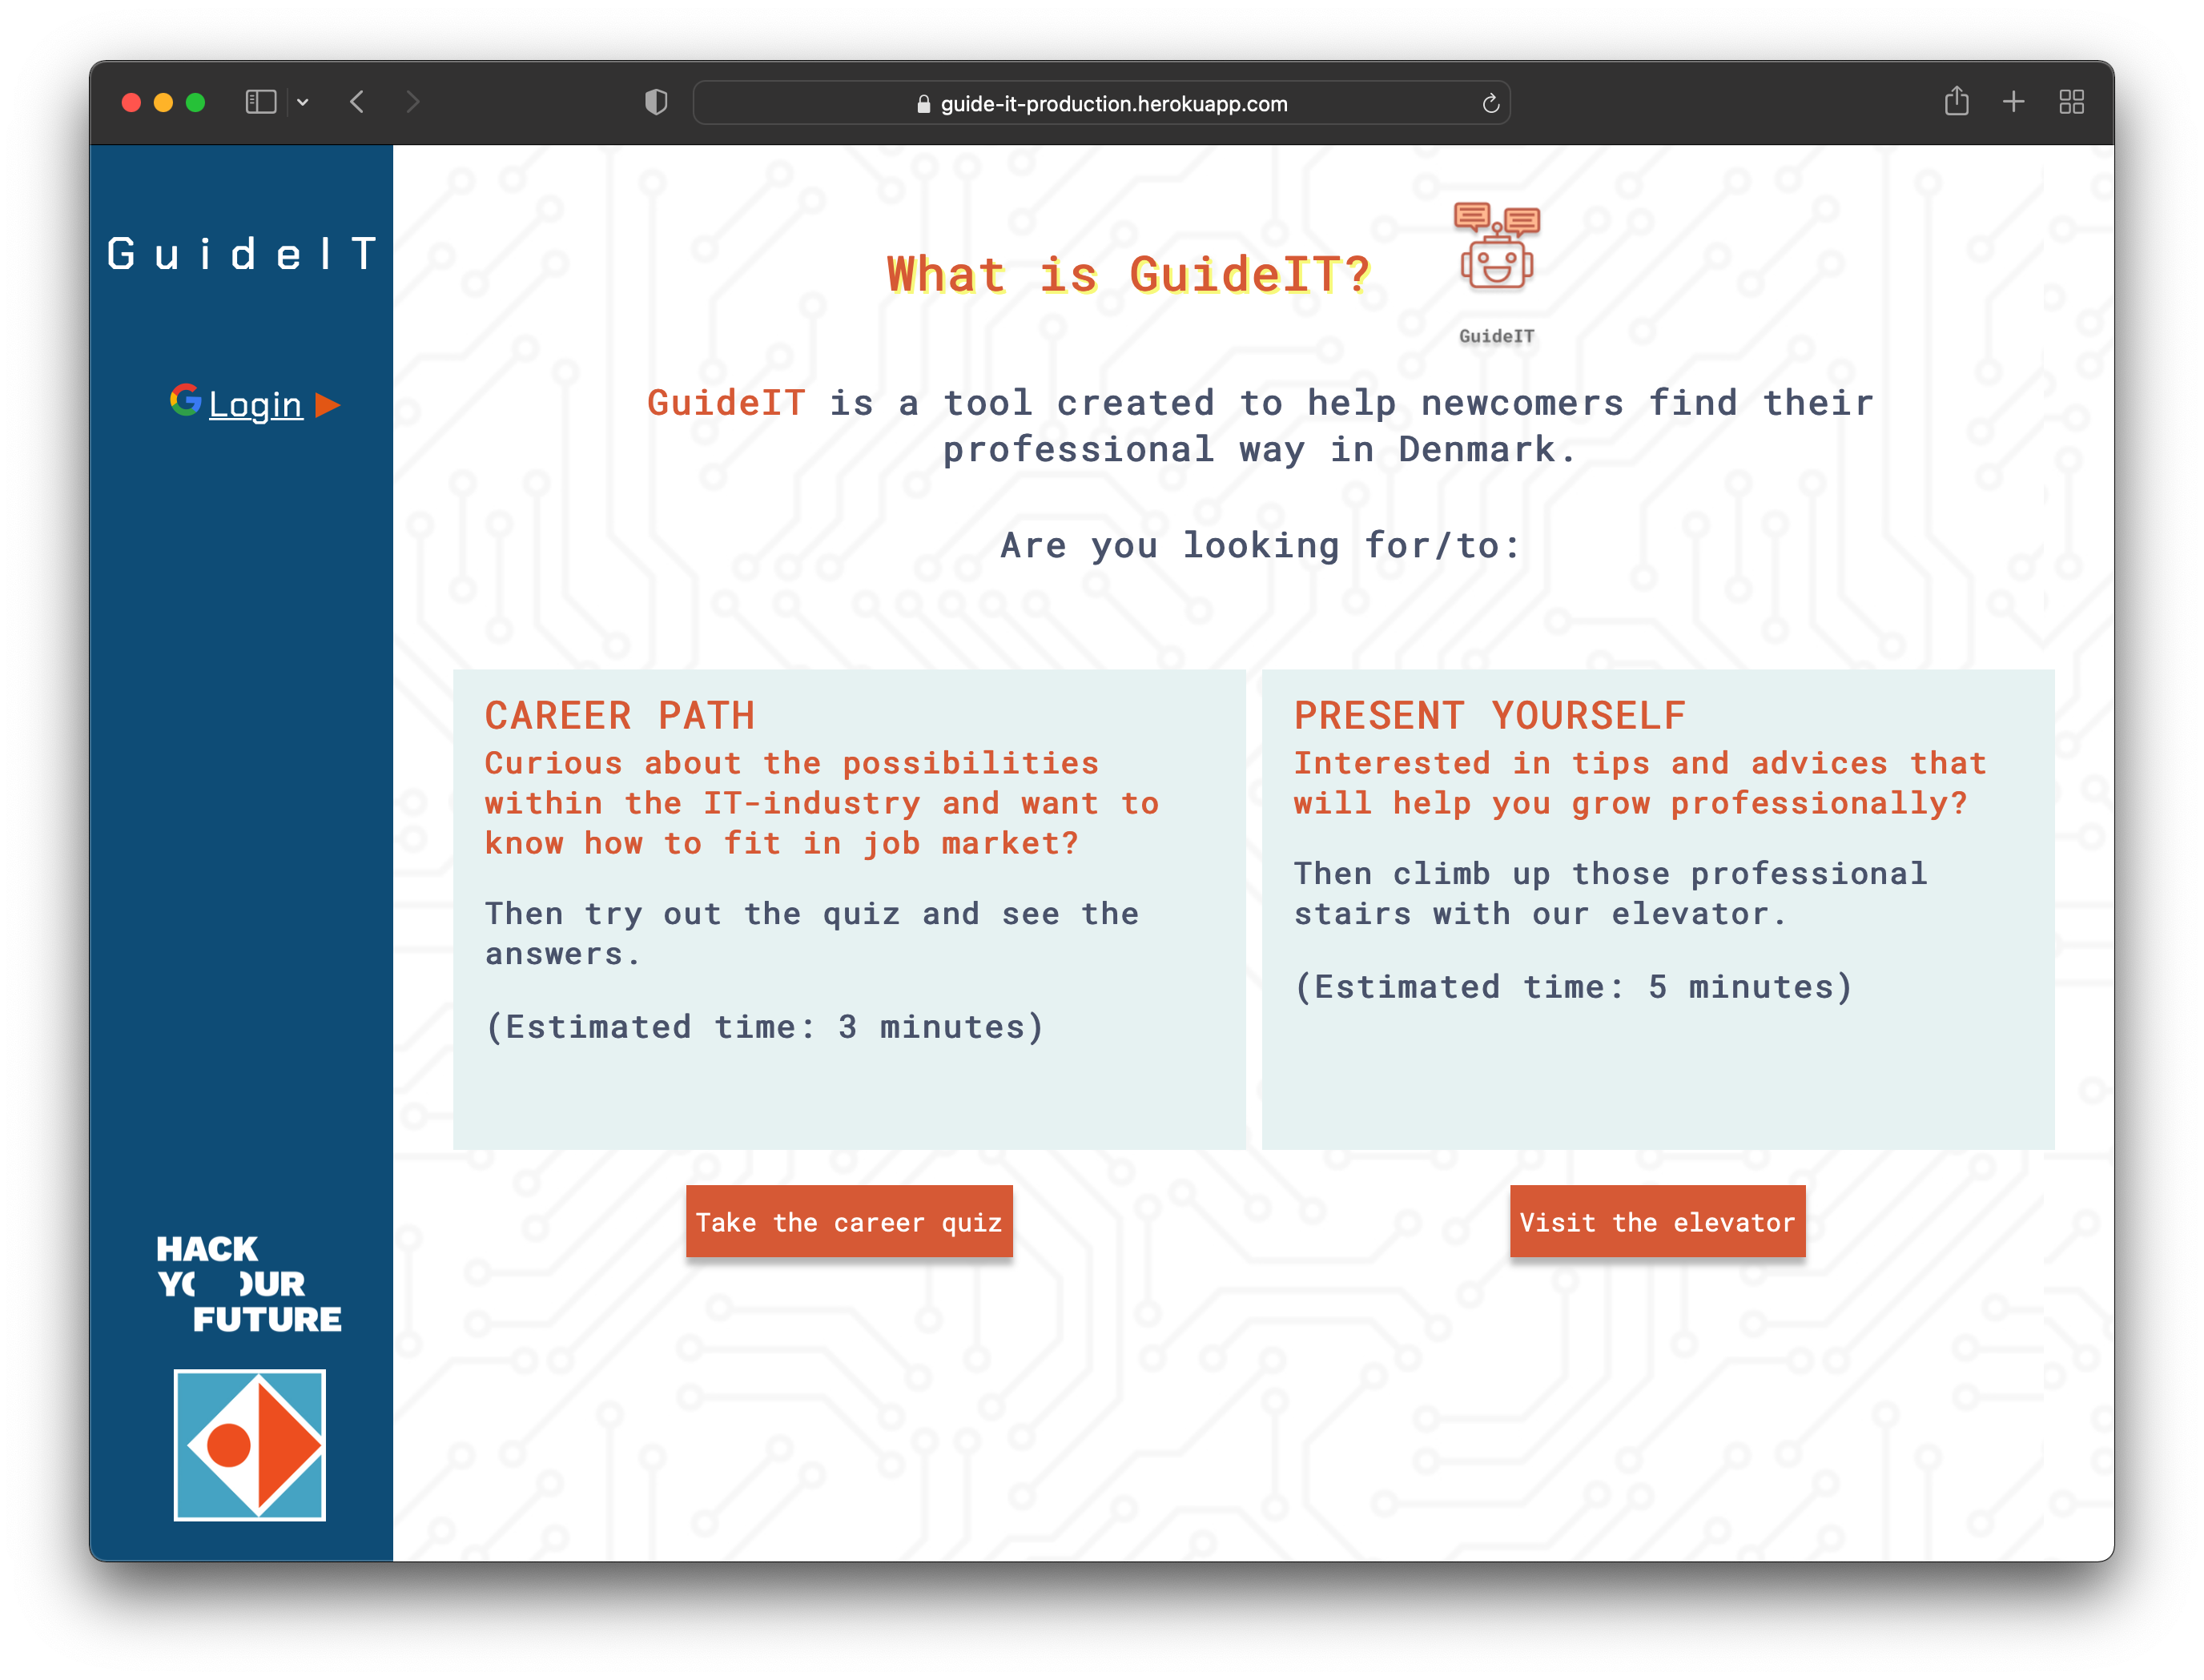 guide-it-production.herokuapp.com
GuideIT
Login
HACK
YOUR
FUTURE
What is GuideIT?
GuideIT
GuideIT is a tool created to help newcomers find their
professional way in Denmark.
Are you looking for/to:
CAREER PATH
Curious about the possibilities
within the IT-industry and want to
know how to fit in job market?
Then try out the quiz and see the
answers.
(Estimated time: 3 minutes)
Take the career quiz
PRESENT YOURSELF
Interested in tips and advices that
will help you grow professionally?
Then climb up those professional
stairs with our elevator.
(Estimated time: 5 minutes)
Visit the elevator